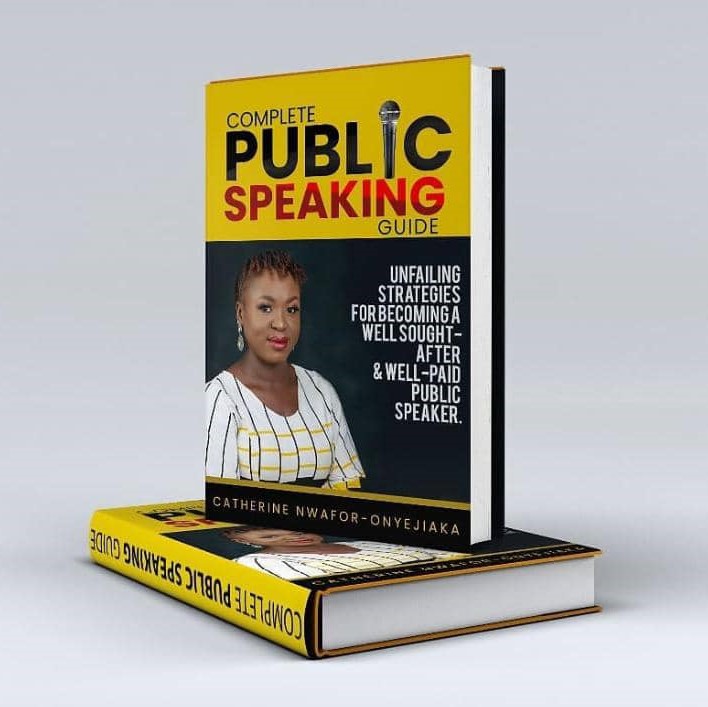 COMPLETE
PUBLIC
SPEAKING
GUIDE
UNFAILING
STRATEGIES
FOR BECOMING A
WELL SOUGHT-
AFTER
& WELL-PAID
PUBLIC
SPEAKER.
CATHERINE NWAFOR-ONYEJIAKA
COMPLETE PUBLIC SPEAKING GUIDE
CATHERINE NWAFOR-ONYEJIAKA